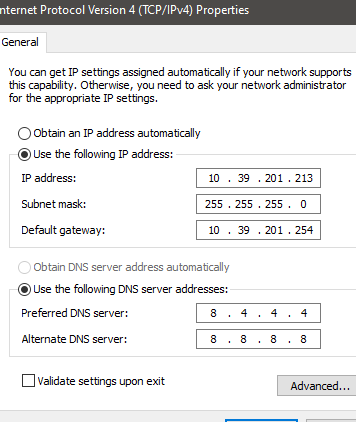 nternet Protocol Version 4 (TCP/IPv4) Properties
General
You can get IP settings assigned automatically if your network supports
this capability. Otherwise, you need to ask your network administrator
for the appropriate IP settings.
Obtain an IP address automatically
Use the following IP address:
IP address: 10 . 39 . 201 . 213
Subnet mask: 255 . 255 . 255 . 0
Default gateway: 10 . 39 . 201 . 254
Obtain DNS server address automatically
Use the following DNS server addresses:
Preferred DNS server: 8 . 4 . 4 . 4
Alternate DNS server: 8 . 8 . 8 . 8
Validate settings upon exit
Advanced...